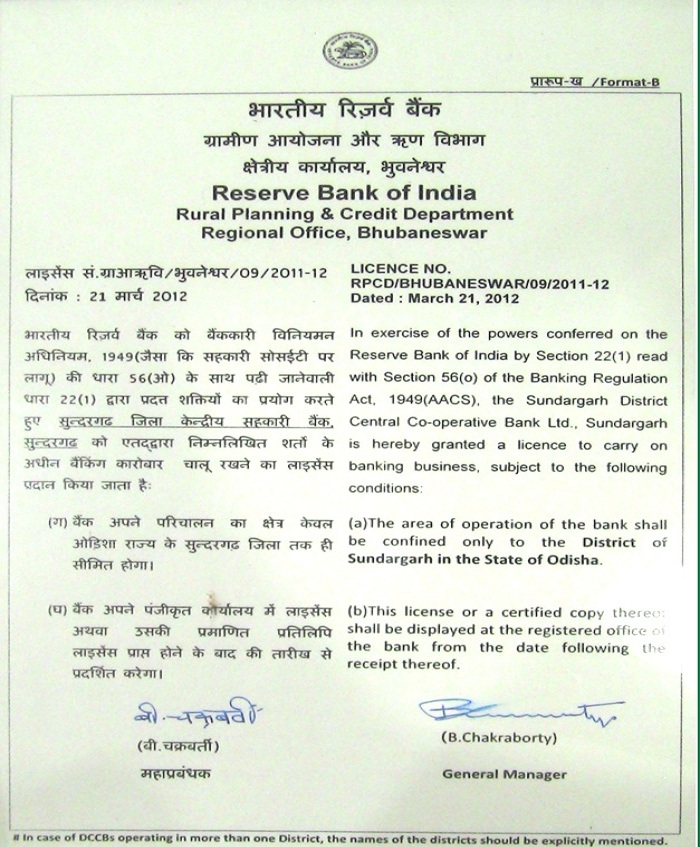 प्रारूप-ख /Format-B
भारतीय रिज़र्व बैंक
ग्रामीण आयोजना और ऋण विभाग
क्षेत्रीय कार्यालय, भुवनेश्वर
Reserve Bank of India
Rural Planning & Credit Department
Regional Office, Bhubaneswar
लाइसेंस सं.ग्राआऋवि/भुवनेश्वर/09/2011-12
दिनांक : 21 मार्च 2012
भारतीय रिज़र्व बैंक को बैंककारी विनियमन
अधिनियम, 1949(जैसा कि सहकारी सोसईटी पर
लागू) की धारा 56(ओ) के साथ पढ़ी जानेवाली
धारा 22(1) द्वारा प्रदत्त शक्तियों का प्रयोग करते
हुए सुन्दरगढ़ जिला केन्द्रीय सहकारी बैंक,
सुन्दरगढ़ को एतद्द्वारा निम्नलिखित शर्तो के
अधीन बैंकिंग कारोबार चालू रखने का लाइसेंस
एदान किया जाता है:
(ग) बैंक अपने परिचालन का क्षेत्र केवल
ओडिशा राज्य के सुन्दरगढ़ जिला तक ही
सीमित होगा।
(घ) बैंक अपने पंजीकृत कार्यालय में लाइसेंस
अथवा उसकी प्रमाणित प्रतिलिपि
लाइसेंस प्राप्त होने के बाद की तारीख से
प्रदर्शित करेगा।
बी.चक्रबर्ती
(बी.चक्रबर्ती)
महाप्रबंधक
LICENCE NO.
RPCD/BHUBANESWAR/09/2011-12
Dated : March 21, 2012
In exercise of the powers conferred on the
Reserve Bank of India by Section 22(1) read
with Section 56(o) of the Banking Regulation
Act, 1949(AACS), the Sundargarh District
Central Co-operative Bank Ltd., Sundargarh
is hereby granted a licence to carry on
banking business, subject to the following
conditions:
(a)The area of operation of the bank shall
be confined only to the District of
Sundargarh in the State of Odisha.
(b)This license or a certified copy thereof
shall be displayed at the registered office of
the bank from the date following the
receipt thereof.
(B.Chakraborty)
General Manager
# In case of DCCBs operating in more than one District, the names of the districts should be explicitly mentioned.